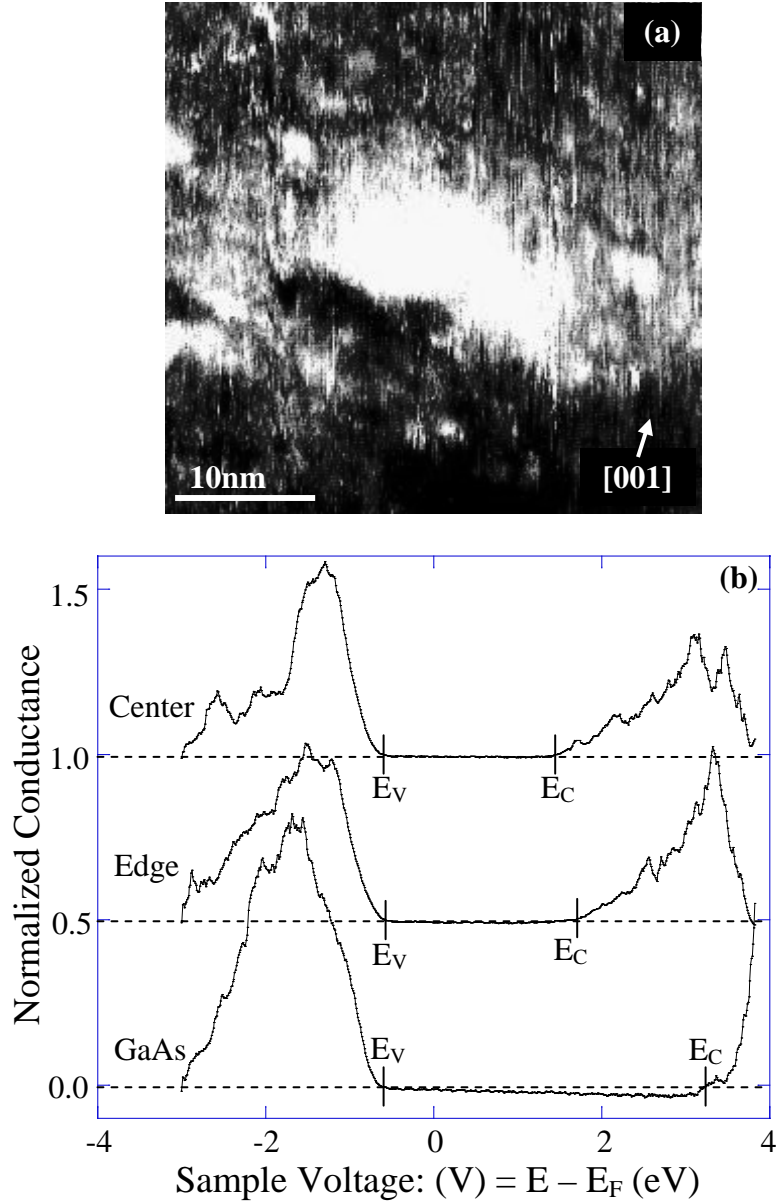 (a)
10nm
[001]
(b)
1.5
Center
1.0
E_V E_C
Edge
0.5
E_V E_C
GaAs
E_V E_C
0.0
-4 -2 0 2 4
Normalized Conductance
Sample Voltage: (V) = E – E_F (eV)